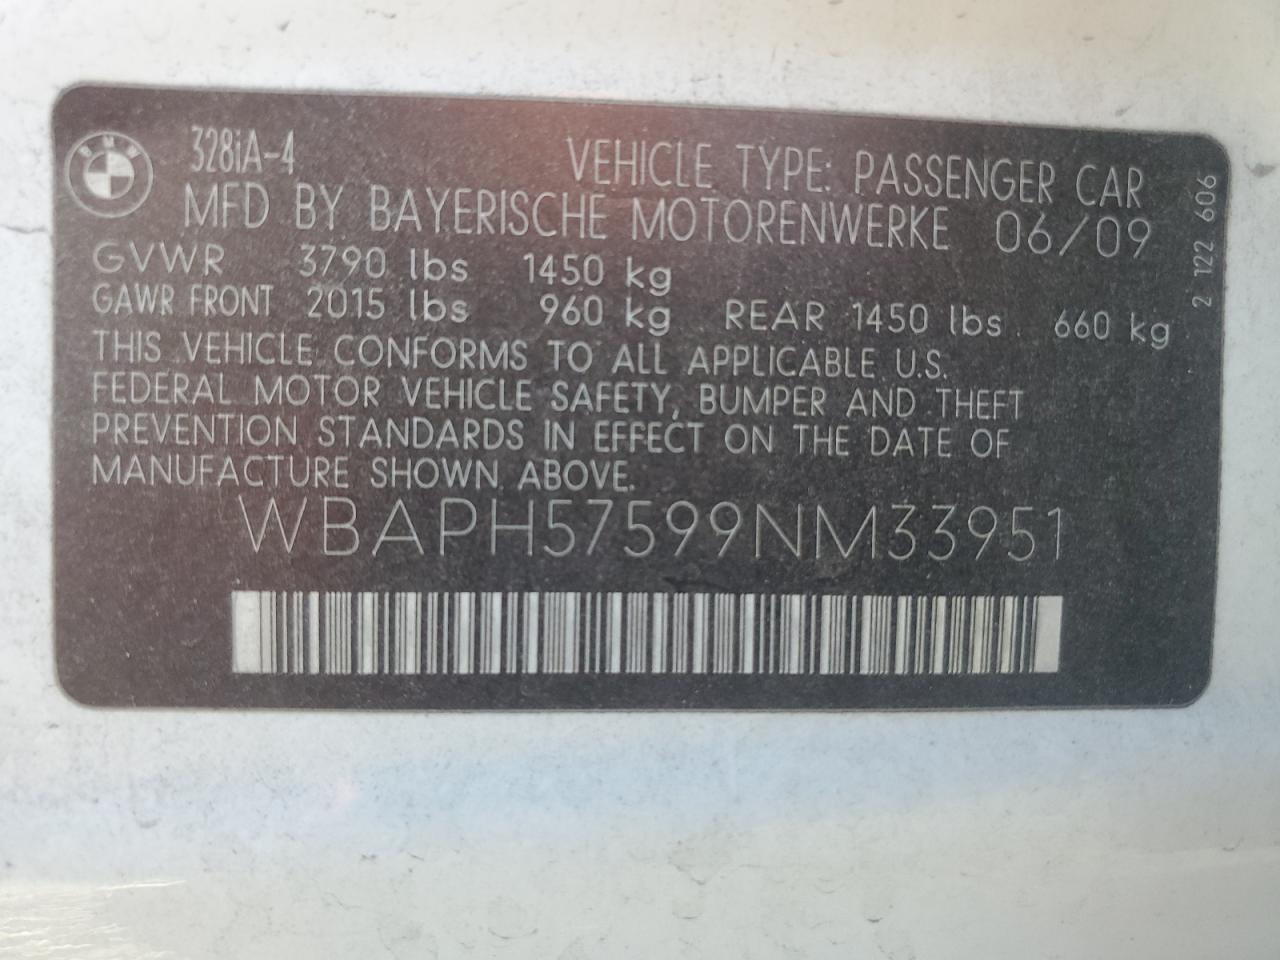 BMW
328iA-4
VEHICLE TYPE: PASSENGER CAR
MFD BY BAYERISCHE MOTORENWERKE 06/09
GVWR 3790 lbs 1450 kg
GAWR FRONT 2015 lbs 960 kg REAR 1450 lbs 660 kg
THIS VEHICLE CONFORMS TO ALL APPLICABLE U.S.
FEDERAL MOTOR VEHICLE SAFETY, BUMPER AND THEFT
PREVENTION STANDARDS IN EFFECT ON THE DATE OF
MANUFACTURE SHOWN ABOVE.
WBAPH57599NM33951
2 122 606